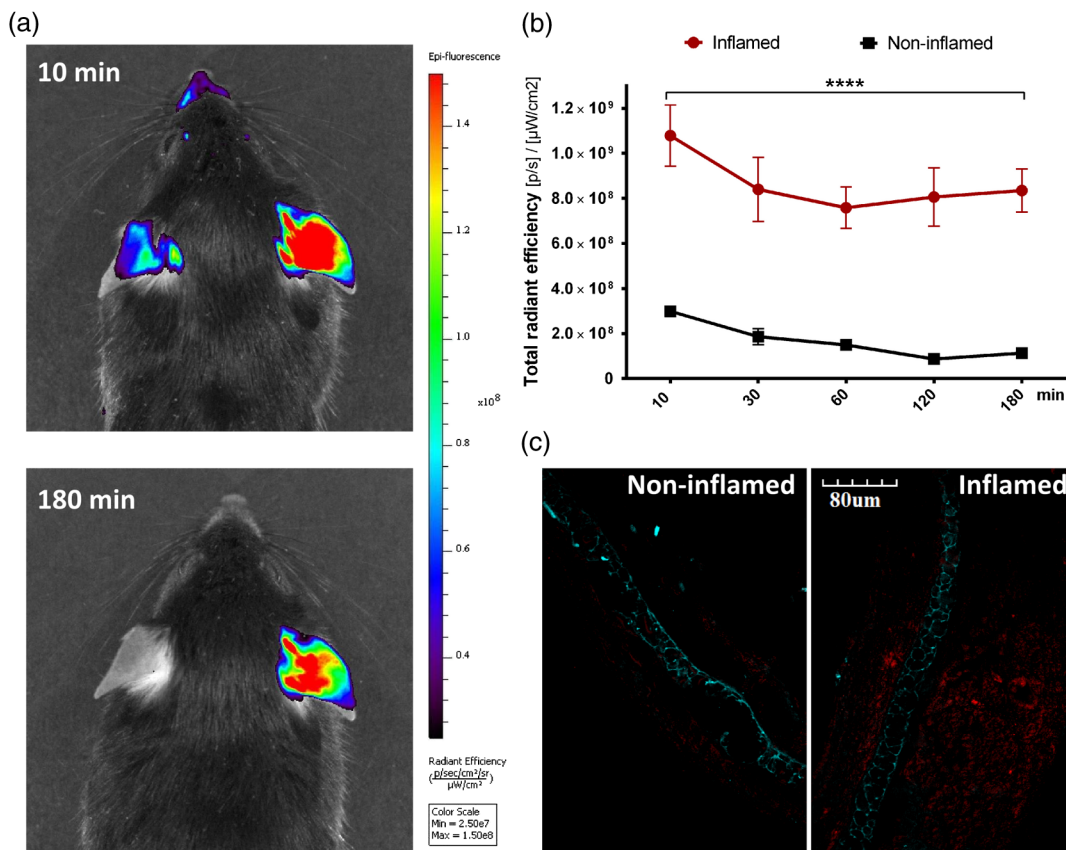 (a)
10 min
180 min
Epi-fluorescence
1.4
1.2
1.0
x10⁸
0.8
0.6
0.4
Radiant Efficiency
(p/sec/cm²/sr / µW/cm²)
Color Scale
Min = 2.50e7
Max = 1.50e8
(b)
Inflamed Non-inflamed
****
Total radiant efficiency [p/s] / [µW/cm2]
1.2 × 10⁹
1.0 × 10⁹
8.0 × 10⁸
6.0 × 10⁸
4.0 × 10⁸
2.0 × 10⁸
0
10 30 60 120 180 min
(c)
Non-inflamed
80um
Inflamed